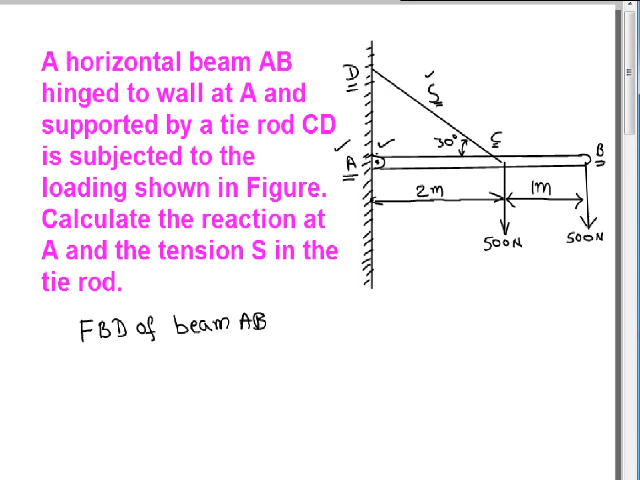 A horizontal beam AB
hinged to wall at A and
supported by a tie rod CD
is subjected to the
loading shown in Figure.
Calculate the reaction at
A and the tension S in the
tie rod.
FBD of beam AB
D
S
30°
C
B
A
2m
1m
500N
500N